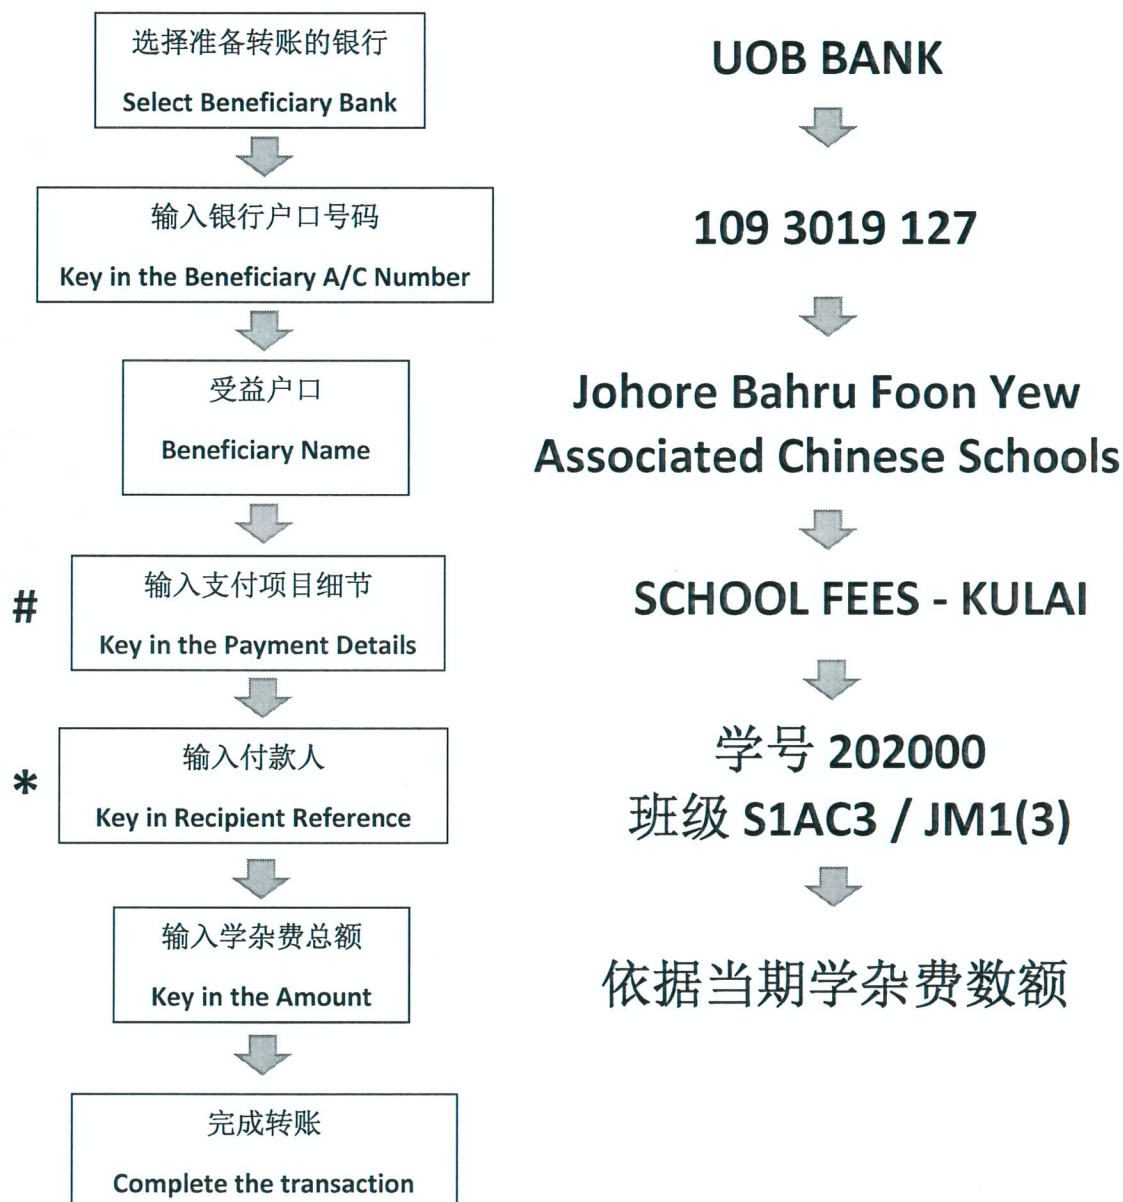 选择准备转账的银行
Select Beneficiary Bank
UOB BANK
输入银行户口号码
Key in the Beneficiary A/C Number
109 3019 127
受益户口
Beneficiary Name
Johore Bahru Foon Yew
Associated Chinese Schools
#
输入支付项目细节
Key in the Payment Details
SCHOOL FEES - KULAI
*
输入付款人
Key in Recipient Reference
学号 202000
班级 S1AC3 / JM1(3)
输入学杂费总额
Key in the Amount
依据当期学杂费数额
完成转账
Complete the transaction